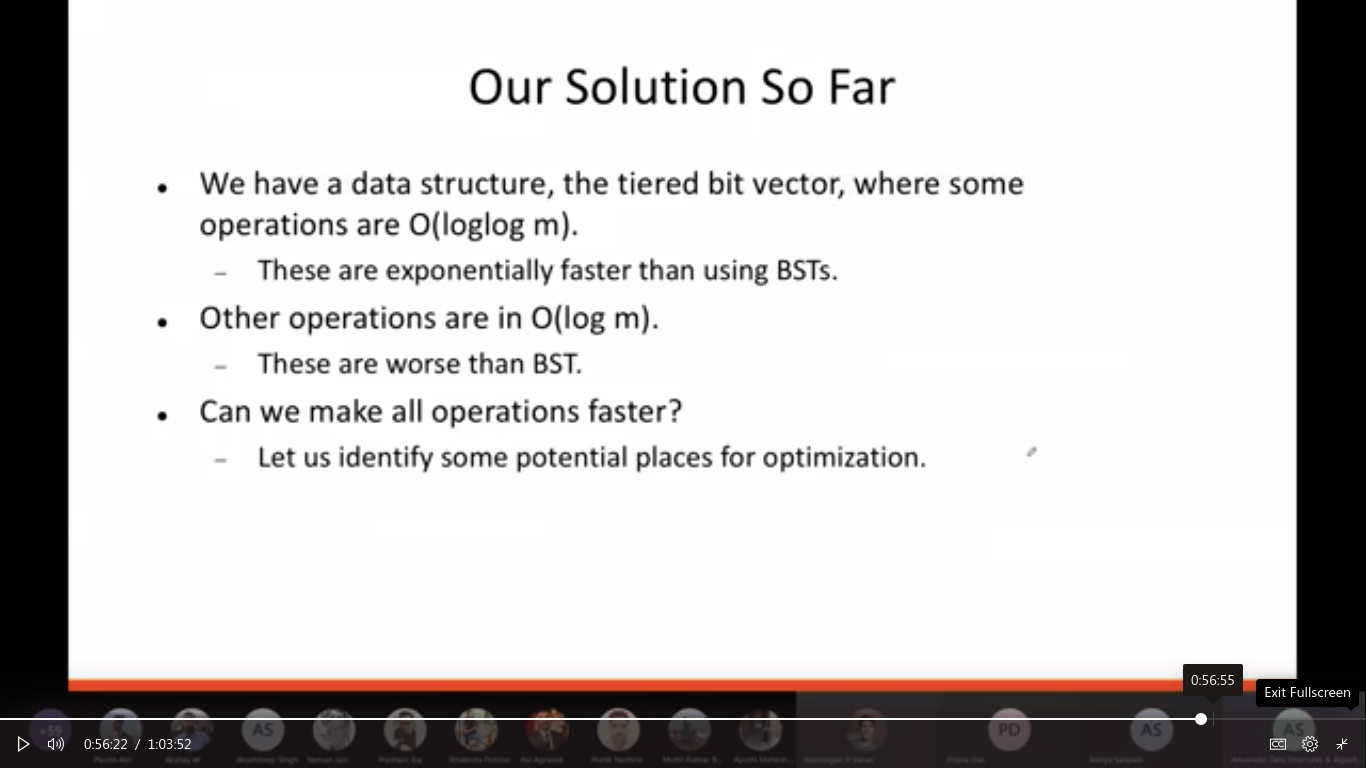 Our Solution So Far
• We have a data structure, the tiered bit vector, where some
operations are O(loglog m).
– These are exponentially faster than using BSTs.
• Other operations are in O(log m).
– These are worse than BST.
• Can we make all operations faster?
– Let us identify some potential places for optimization.
0:56:55
Exit Fullscreen
+59
AS
PD
AS
AS
0:56:22 / 1:03:52
CC